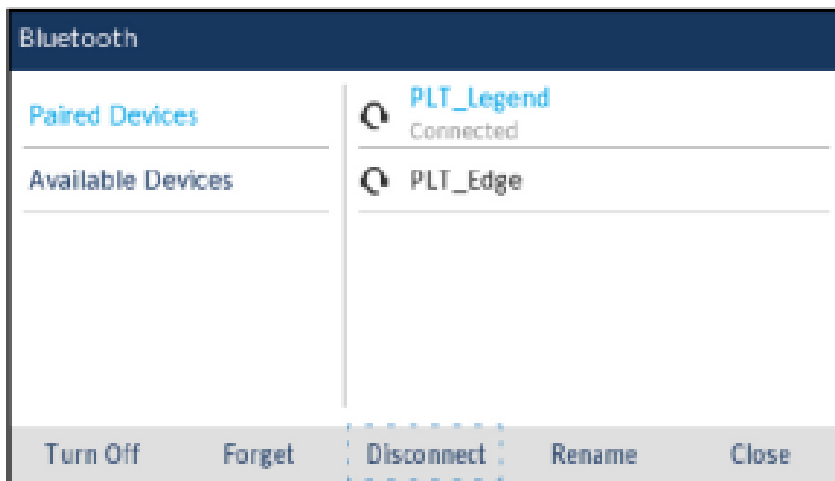 Bluetooth
Paired Devices
Available Devices
PLT_Legend
Connected
PLT_Edge
Turn Off Forget Disconnect Rename Close